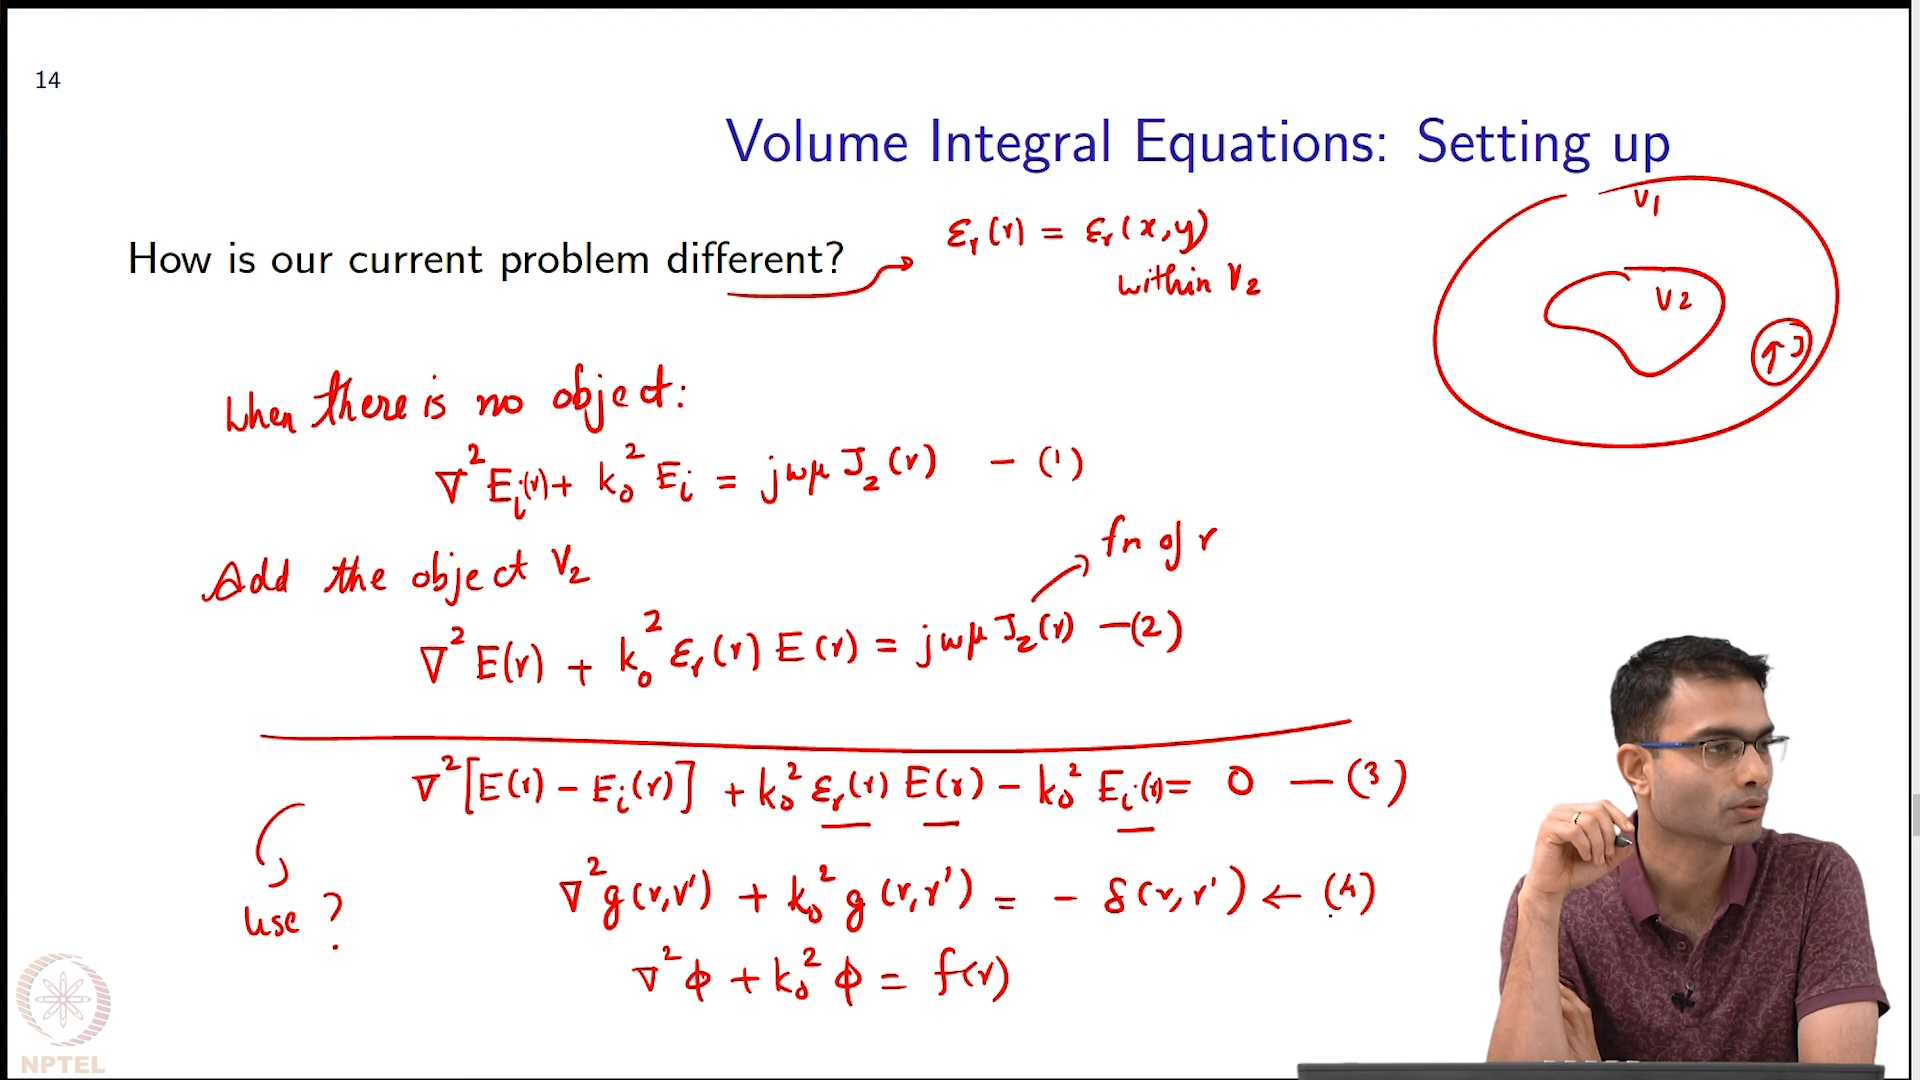 14
Volume Integral Equations: Setting up
How is our current problem different?
εᵣ(r) = εᵣ(x,y)
within V₂
V₁
V₂
↑J
When there is no object:
∇²Eᵢ(r) + k₀² Eᵢ = jωμ J_z(r) – (1)
Add the object V₂
fn of r
∇²E(r) + k₀² εᵣ(r) E(r) = jωμ J_z(r) – (2)
∇²[E(r) – Eᵢ(r)] + k₀² εᵣ(r) E(r) – k₀² Eᵢ(r) = 0 – (3)
use ?
∇²g(r,r') + k₀² g(r,r') = – δ(r,r') ← (4)
∇²φ + k₀² φ = f(r)
NPTEL